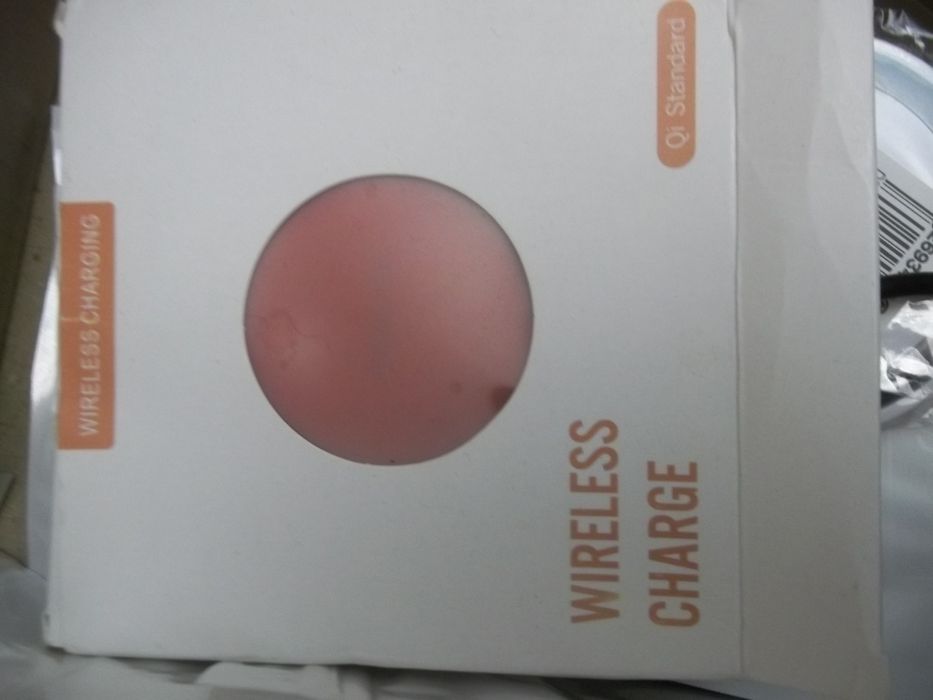 WIRELESS CHARGING
Qi Standard
WIRELESS
CHARGE